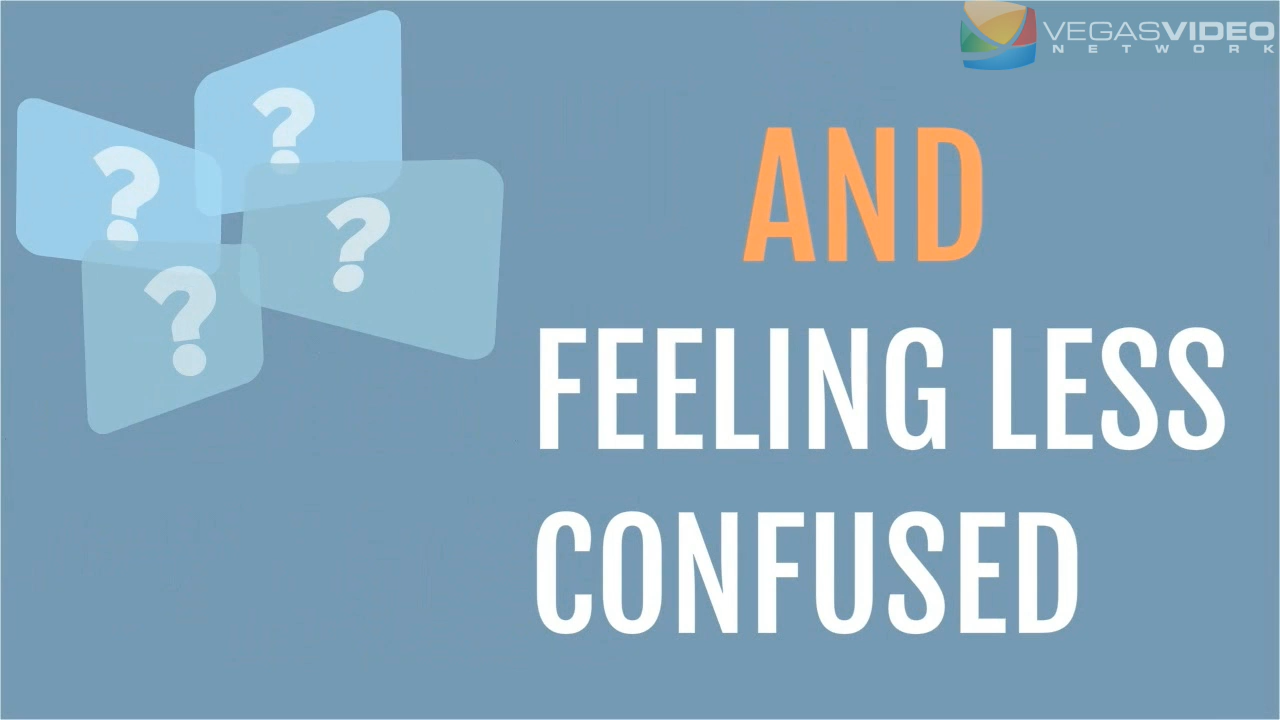 VEGASVIDEO
NETWORK
?
?
?
?
AND
FEELING LESS
CONFUSED